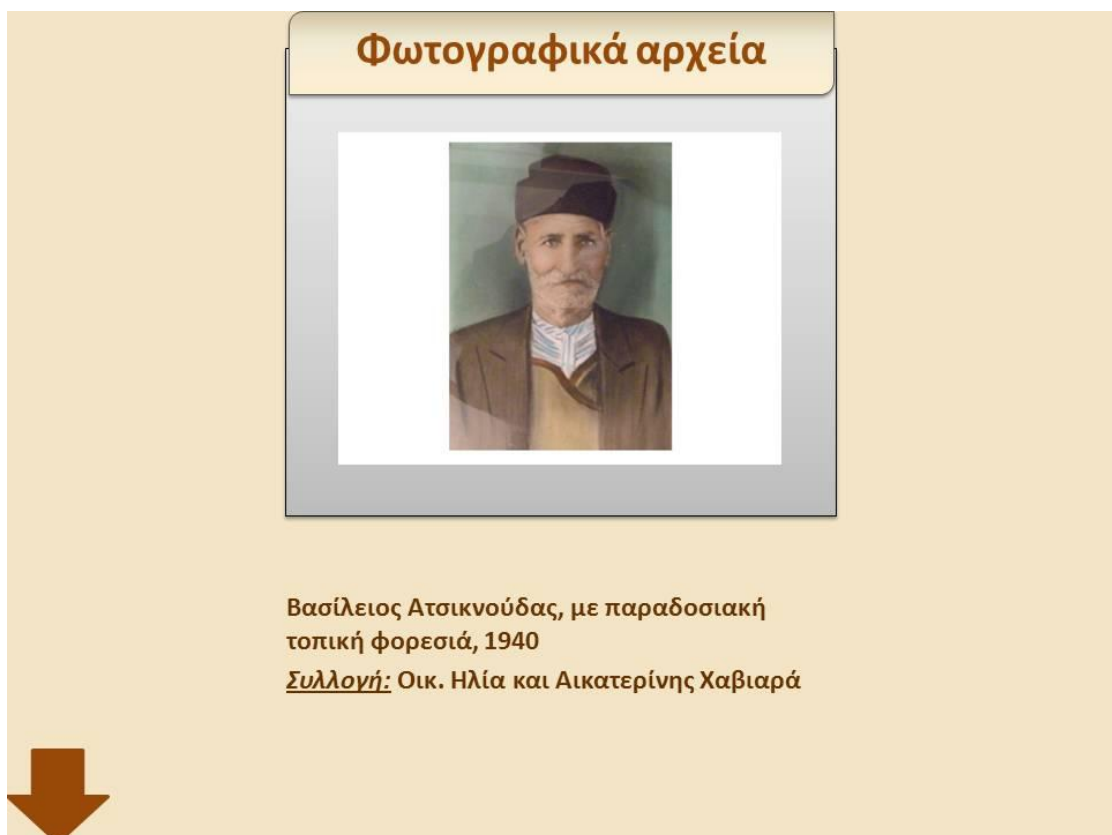 Φωτογραφικά αρχεία
Βασίλειος Ατσικνούδας, με παραδοσιακή
τοπική φορεσιά, 1940
Συλλογή: Οικ. Ηλία και Αικατερίνης Χαβιαρά